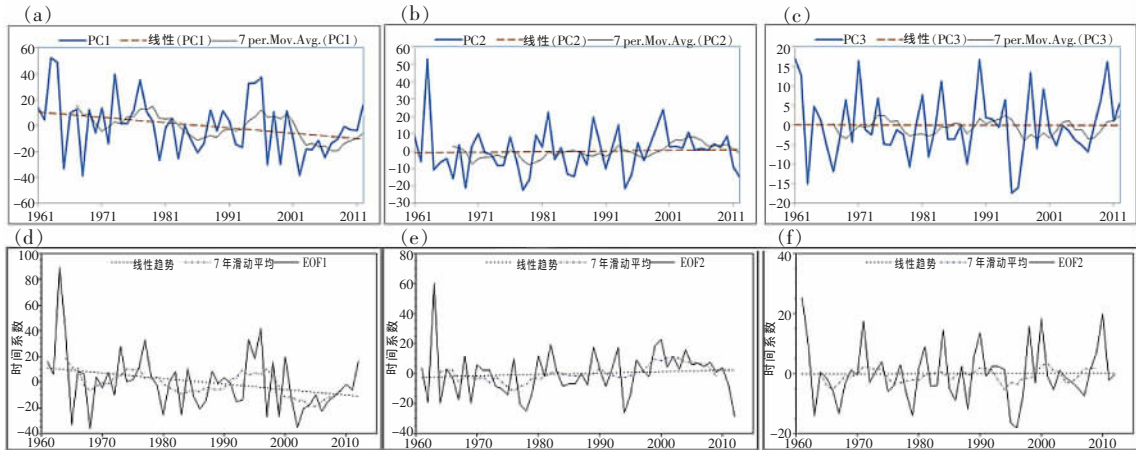 (a)
PC1 线性(PC1) 7 per.Mov.Avg.(PC1)
60
40
20
0
-20
-40
-60
1961 1971 1981 1991 2001 2011
(b)
PC2 线性(PC2) 7 per.Mov.Avg.(PC2)
60
50
40
30
20
10
0
-10
-20
-30
1961 1971 1981 1991 2001 2011
(c)
PC3 线性(PC3) 7 per.Mov.Avg.(PC3)
20
15
10
5
0
-5
-10
-15
-20
1961 1971 1981 1991 2001 2011
(d)
线性趋势 7年滑动平均 EOF1
时间系数
100
80
60
40
20
0
-20
-40
1960 1970 1980 1990 2000 2010
(e)
线性趋势 7年滑动平均 EOF2
时间系数
80
60
40
20
0
-20
-40
1960 1970 1980 1990 2000 2010
(f)
线性趋势 7年滑动平均 EOF2
时间系数
40
20
0
-20
1960 1970 1980 1990 2000 2010